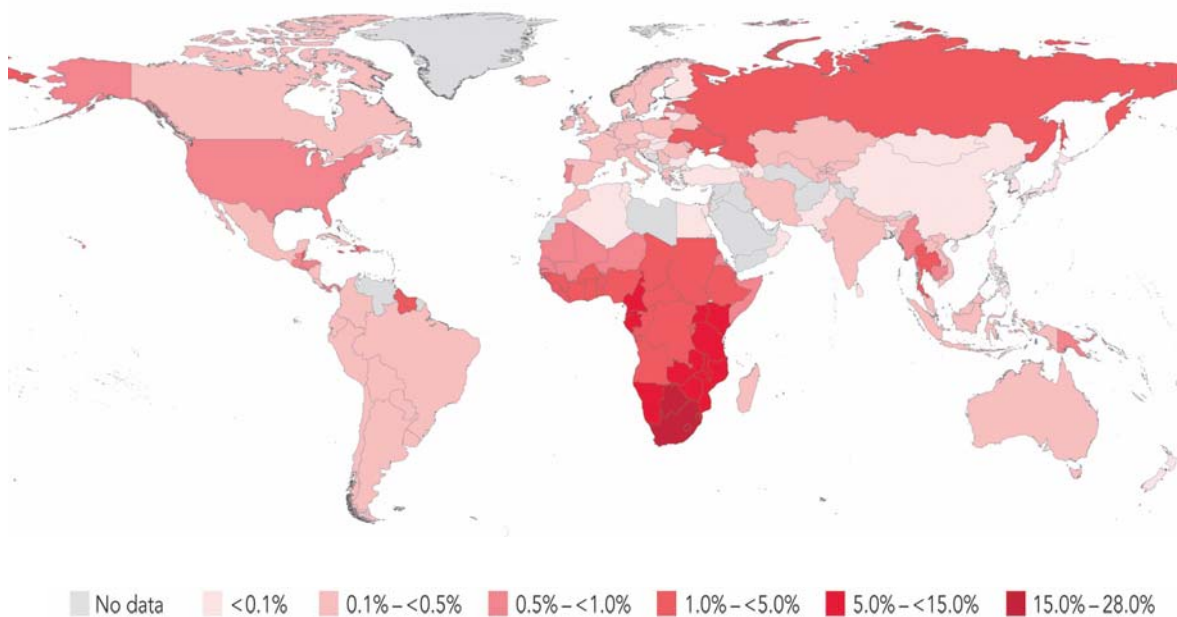 No data <0.1% 0.1% – <0.5% 0.5% – <1.0% 1.0% – <5.0% 5.0% – <15.0% 15.0% – 28.0%